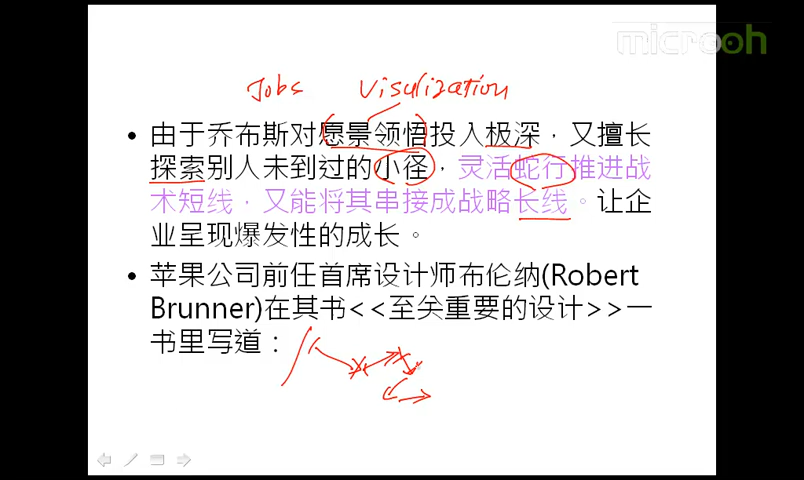 microoh
Jobs Visulization
• 由于乔布斯对愿景领悟投入极深，又擅长
探索别人未到过的小径，灵活蛇行推进战
术短线，又能将其串接成战略长线。让企
业呈现爆发性的成长。
• 苹果公司前任首席设计师布伦纳(Robert
Brunner)在其书<<至关重要的设计>>一
书里写道：